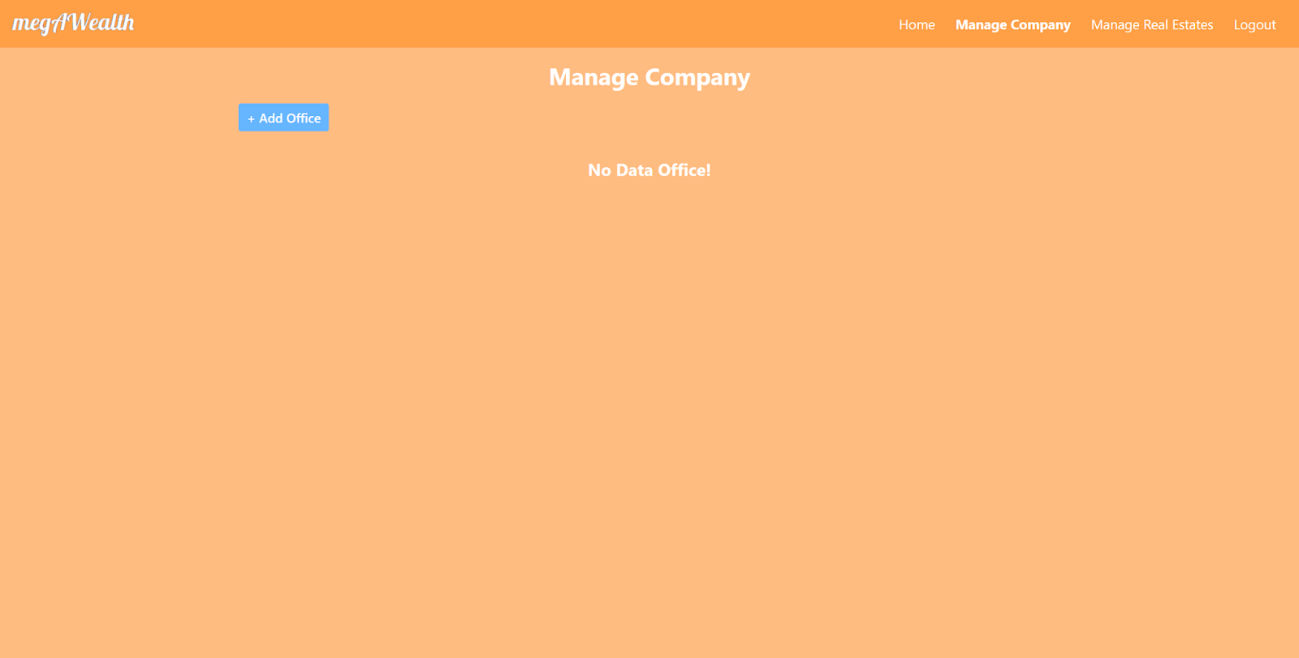 megAWealth
Home Manage Company Manage Real Estates Logout
Manage Company
+ Add Office
No Data Office!